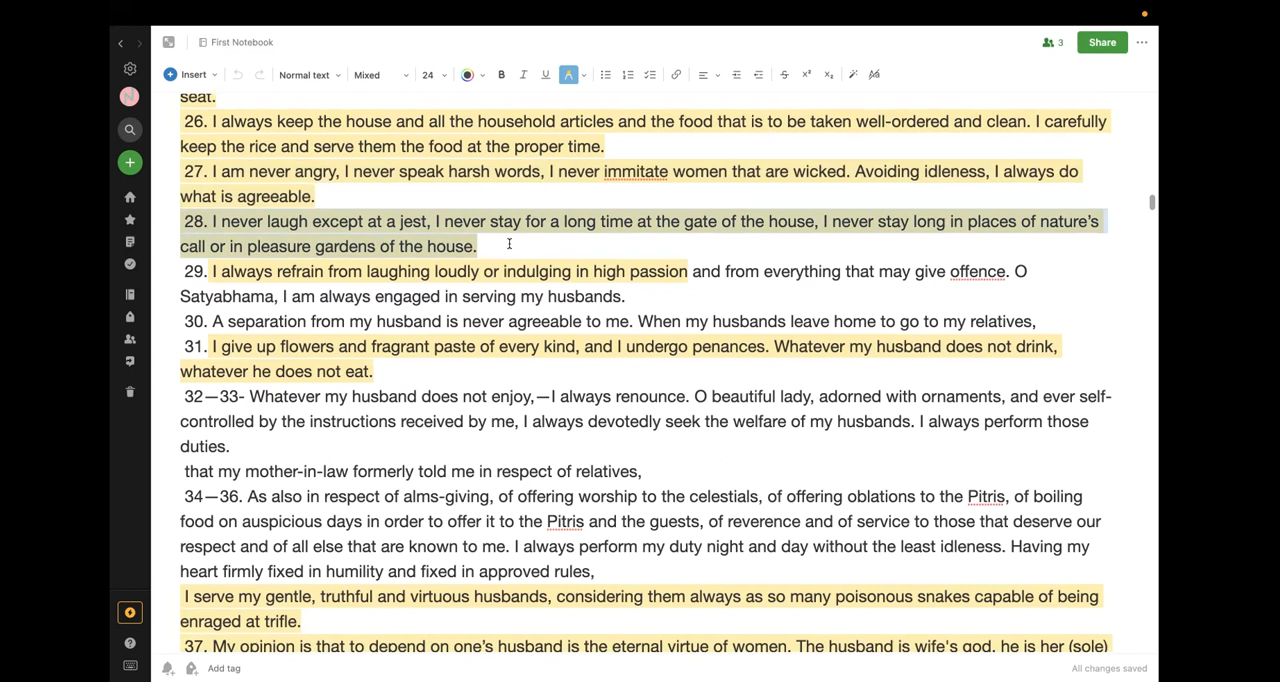 First Notebook
3
Share
Insert
Normal text
Mixed
24
B
I
U
A
seat.
26. I always keep the house and all the household articles and the food that is to be taken well-ordered and clean. I carefully
keep the rice and serve them the food at the proper time.
27. I am never angry, I never speak harsh words, I never immitate women that are wicked. Avoiding idleness, I always do
what is agreeable.
28. I never laugh except at a jest, I never stay for a long time at the gate of the house, I never stay long in places of nature’s
call or in pleasure gardens of the house.
29. I always refrain from laughing loudly or indulging in high passion and from everything that may give offence. O
Satyabhama, I am always engaged in serving my husbands.
30. A separation from my husband is never agreeable to me. When my husbands leave home to go to my relatives,
31. I give up flowers and fragrant paste of every kind, and I undergo penances. Whatever my husband does not drink,
whatever he does not eat.
32—33- Whatever my husband does not enjoy,—I always renounce. O beautiful lady, adorned with ornaments, and ever self-
controlled by the instructions received by me, I always devotedly seek the welfare of my husbands. I always perform those
duties.
that my mother-in-law formerly told me in respect of relatives,
34—36. As also in respect of alms-giving, of offering worship to the celestials, of offering oblations to the Pitris, of boiling
food on auspicious days in order to offer it to the Pitris and the guests, of reverence and of service to those that deserve our
respect and of all else that are known to me. I always perform my duty night and day without the least idleness. Having my
heart firmly fixed in humility and fixed in approved rules,
I serve my gentle, truthful and virtuous husbands, considering them always as so many poisonous snakes capable of being
enraged at trifle.
37. My opinion is that to depend on one’s husband is the eternal virtue of women. The husband is wife's god, he is her (sole)
Add tag
All changes saved